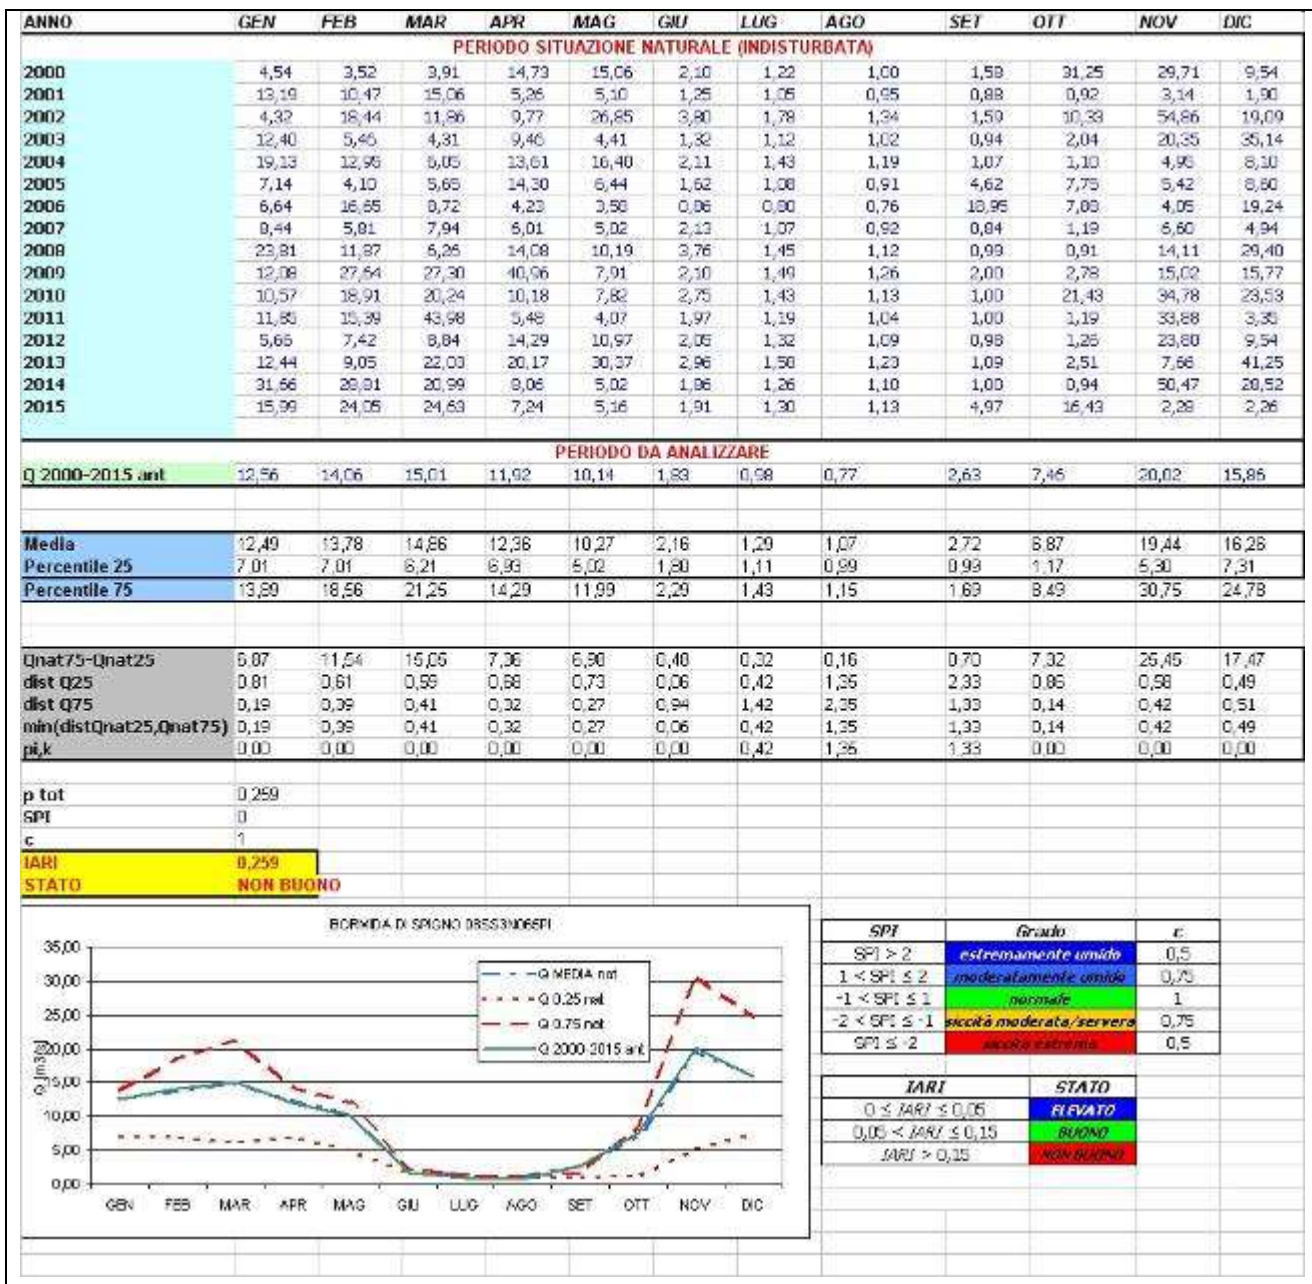 ANNO GEN FEB MAR APR MAG GIU LUG AGO SET OTT NOV DIC
PERIODO SITUAZIONE NATURALE (INDISTURBATA)
2000 4,54 3,52 3,91 14,73 15,06 2,10 1,22 1,00 1,58 31,25 29,71 9,54
2001 13,19 10,47 15,06 5,26 5,10 1,25 1,05 0,95 0,88 0,92 3,14 1,90
2002 4,32 18,44 11,86 9,77 26,85 3,80 1,78 1,34 1,59 10,33 54,86 19,09
2003 12,40 5,46 4,31 9,46 4,41 1,32 1,12 1,02 0,94 2,04 20,35 35,14
2004 19,13 12,95 6,05 13,61 16,40 2,11 1,43 1,19 1,07 1,10 4,95 8,10
2005 7,14 4,10 5,65 14,30 6,44 1,62 1,08 0,91 4,62 7,75 5,42 8,60
2006 6,64 16,65 8,72 4,23 3,58 0,86 0,80 0,76 18,95 7,88 4,05 19,24
2007 8,44 5,81 7,94 6,01 5,02 2,13 1,07 0,92 0,84 1,19 6,60 4,94
2008 23,81 11,87 6,26 14,08 10,19 3,76 1,45 1,12 0,99 0,91 14,11 29,40
2009 12,08 27,64 27,30 40,96 7,91 2,10 1,49 1,26 2,00 2,78 15,02 15,77
2010 10,57 18,91 20,24 10,18 7,82 2,75 1,43 1,13 1,00 21,43 34,78 23,53
2011 11,85 15,39 43,98 5,48 4,07 1,97 1,19 1,04 1,00 1,19 33,88 3,35
2012 5,66 7,42 8,84 14,29 10,97 2,05 1,32 1,09 0,98 1,26 23,80 9,54
2013 12,44 9,05 22,03 20,17 30,37 2,96 1,58 1,23 1,09 2,51 7,66 41,25
2014 31,66 28,81 20,99 8,06 5,02 1,86 1,26 1,10 1,00 0,94 50,47 28,52
2015 15,99 24,05 24,63 7,24 5,16 1,91 1,30 1,13 4,97 16,43 2,28 2,26
PERIODO DA ANALIZZARE
Q 2000-2015 ant 12,56 14,06 15,01 11,92 10,14 1,83 0,98 0,77 2,63 7,46 20,02 15,86
Media 12,49 13,78 14,86 12,36 10,27 2,16 1,29 1,07 2,72 6,87 19,44 16,26
Percentile 25 7,01 7,01 6,21 6,93 5,02 1,80 1,11 0,99 0,99 1,17 5,30 7,31
Percentile 75 13,89 18,56 21,25 14,29 11,99 2,29 1,43 1,15 1,69 8,49 30,75 24,78
Qnat75-Qnat25 6,87 11,54 15,05 7,36 6,98 0,48 0,32 0,16 0,70 7,32 25,45 17,47
dist Q25 0,81 0,61 0,59 0,68 0,73 0,06 0,42 1,35 2,33 0,86 0,58 0,49
dist Q75 0,19 0,39 0,41 0,32 0,27 0,94 1,42 2,35 1,33 0,14 0,42 0,51
min(distQnat25,Qnat75) 0,19 0,39 0,41 0,32 0,27 0,06 0,42 1,35 1,33 0,14 0,42 0,49
pi,k 0,00 0,00 0,00 0,00 0,00 0,00 0,42 1,35 1,33 0,00 0,00 0,00
p tot 0,259
SPI 0
c 1
IARI 0,259
STATO NON BUONO
BORMIDA DI SPIGNO 08SS3N065PI
Q [m3/s]
35,00
30,00
25,00
20,00
15,00
10,00
5,00
0,00
Q MEDIA nat
Q 0.25 nat
Q 0.75 nat
Q 2000-2015 ant
GEN FEB MAR APR MAG GIU LUG AGO SET OTT NOV DIC
SPI Grado c
SPI > 2 estremamente umido 0,5
1 < SPI ≤ 2 moderatamente umido 0,75
-1 < SPI ≤ 1 normale 1
-2 < SPI ≤ -1 siccità moderata/servera 0,75
SPI ≤ -2 siccità estrema 0,5
IARI STATO
0 ≤ IARI ≤ 0,05 ELEVATO
0,05 < IARI ≤ 0,15 BUONO
IARI > 0,15 NON BUONO